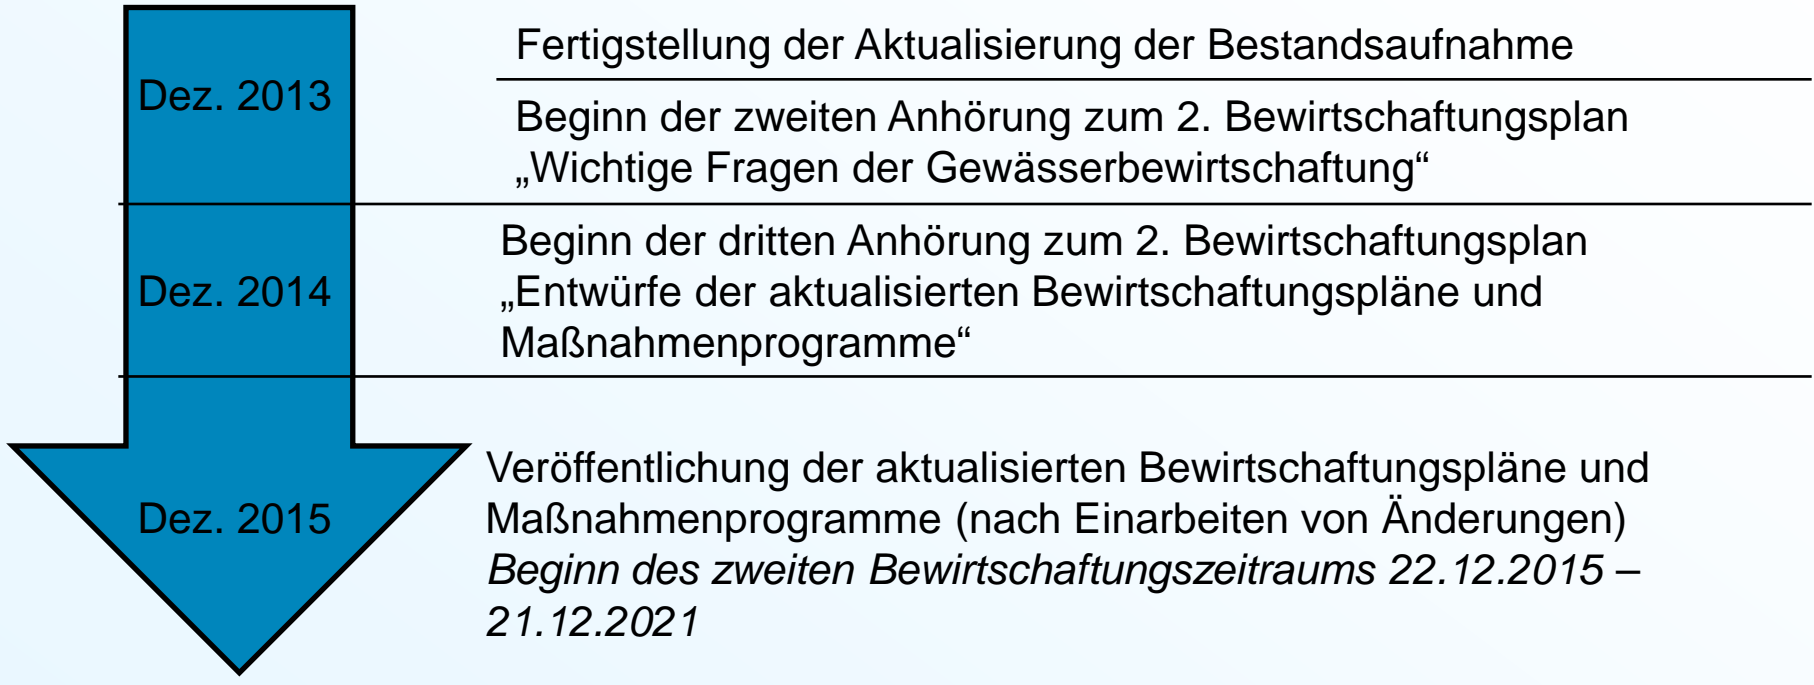 Dez. 2013
Fertigstellung der Aktualisierung der Bestandsaufnahme
Beginn der zweiten Anhörung zum 2. Bewirtschaftungsplan
„Wichtige Fragen der Gewässerbewirtschaftung“
Dez. 2014
Beginn der dritten Anhörung zum 2. Bewirtschaftungsplan
„Entwürfe der aktualisierten Bewirtschaftungspläne und
Maßnahmenprogramme“
Dez. 2015
Veröffentlichung der aktualisierten Bewirtschaftungspläne und
Maßnahmenprogramme (nach Einarbeiten von Änderungen)
Beginn des zweiten Bewirtschaftungszeitraums 22.12.2015 –
21.12.2021